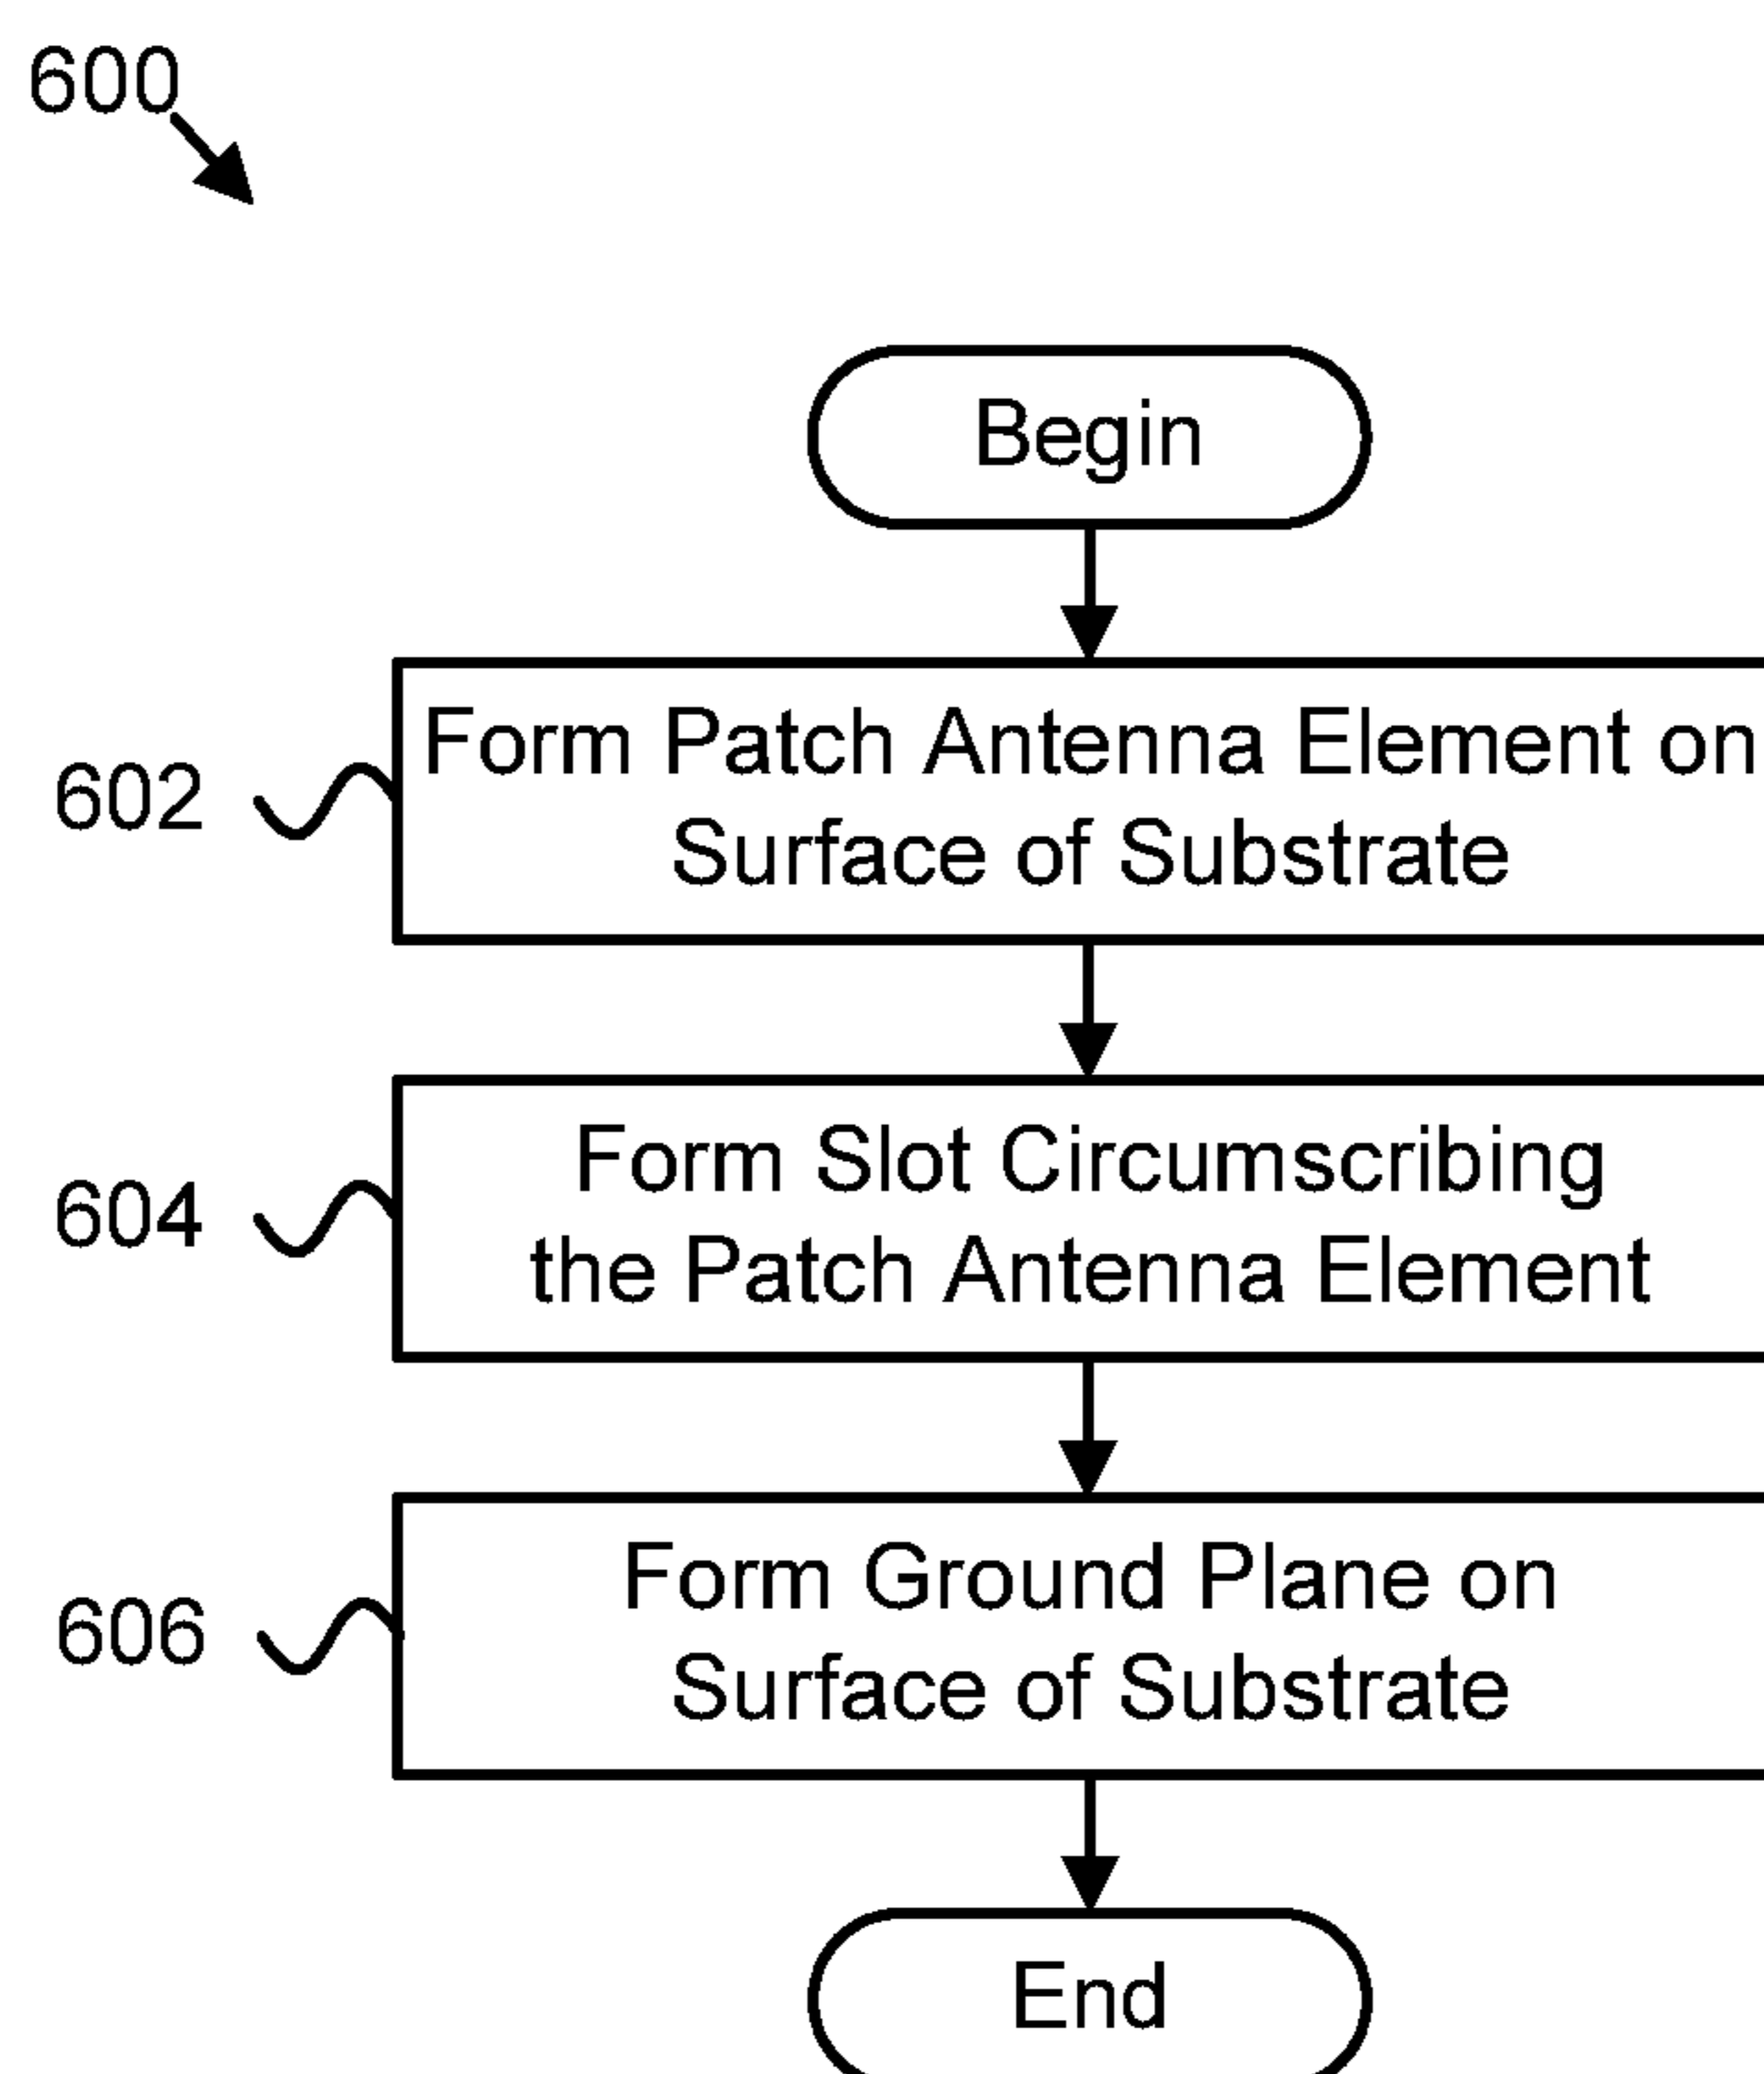 600
Begin
602
Form Patch Antenna Element on
Surface of Substrate
604
Form Slot Circumscribing
the Patch Antenna Element
606
Form Ground Plane on
Surface of Substrate
End